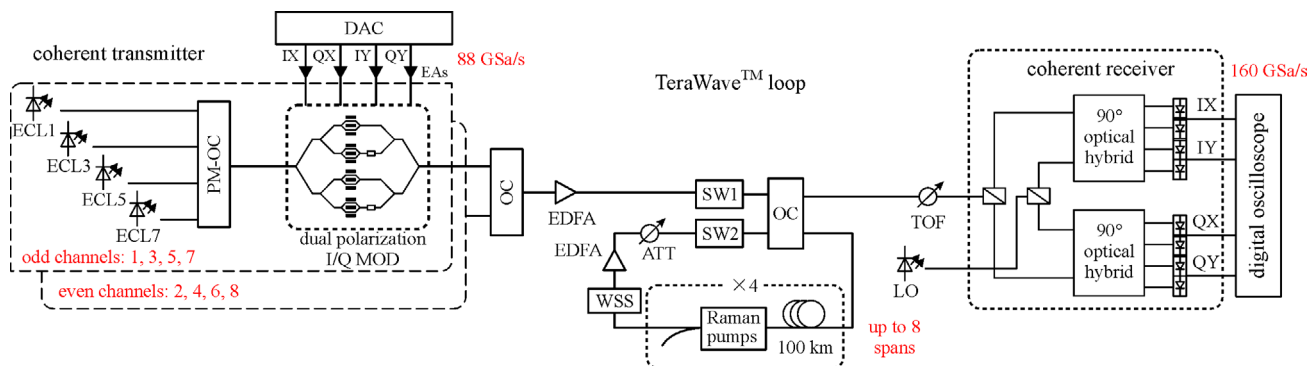 coherent transmitter
DAC
IX QX IY QY
88 GSa/s
EAs
ECL1
ECL3
ECL5
ECL7
PM-OC
dual polarization
I/Q MOD
odd channels: 1, 3, 5, 7
even channels: 2, 4, 6, 8
OC
EDFA
TeraWave™ loop
SW1
SW2
OC
EDFA
ATT
WSS
×4
Raman
pumps
100 km
up to 8
spans
TOF
LO
coherent receiver
160 GSa/s
90°
optical
hybrid
IX
IY
90°
optical
hybrid
QX
QY
digital oscilloscope